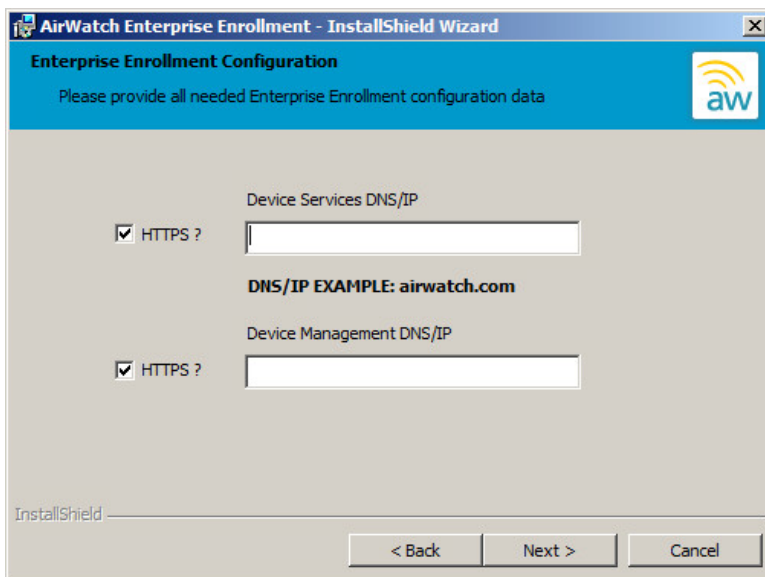 AirWatch Enterprise Enrollment - InstallShield Wizard
Enterprise Enrollment Configuration
Please provide all needed Enterprise Enrollment configuration data
aw
Device Services DNS/IP
HTTPS ?
DNS/IP EXAMPLE: airwatch.com
Device Management DNS/IP
HTTPS ?
InstallShield
< Back Next > Cancel